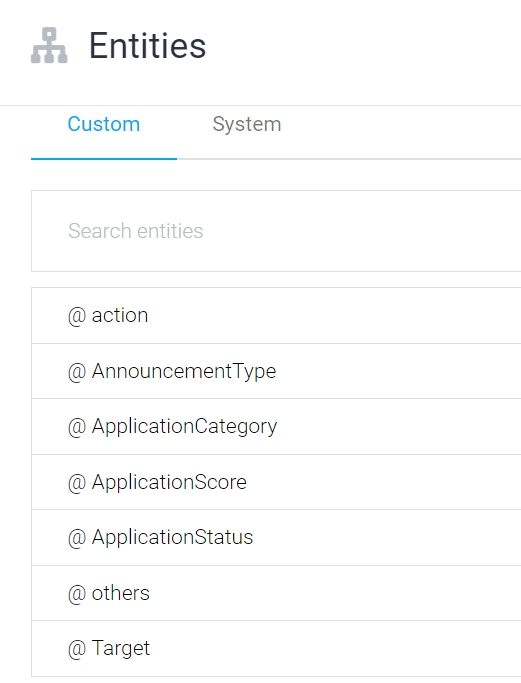 Entities
Custom System
Search entities
@ action
@ AnnouncementType
@ ApplicationCategory
@ ApplicationScore
@ ApplicationStatus
@ others
@ Target